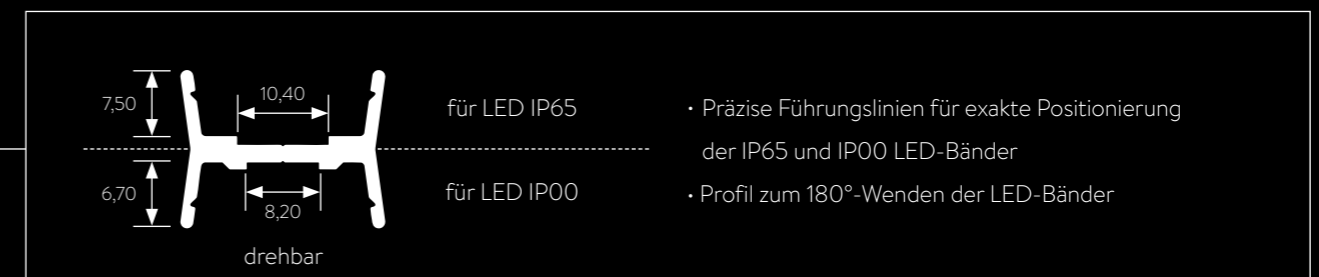 7,50
10,40
für LED IP65
6,70
8,20
für LED IP00
drehbar
• Präzise Führungslinien für exakte Positionierung
der IP65 und IP00 LED-Bänder
• Profil zum 180°-Wenden der LED-Bänder